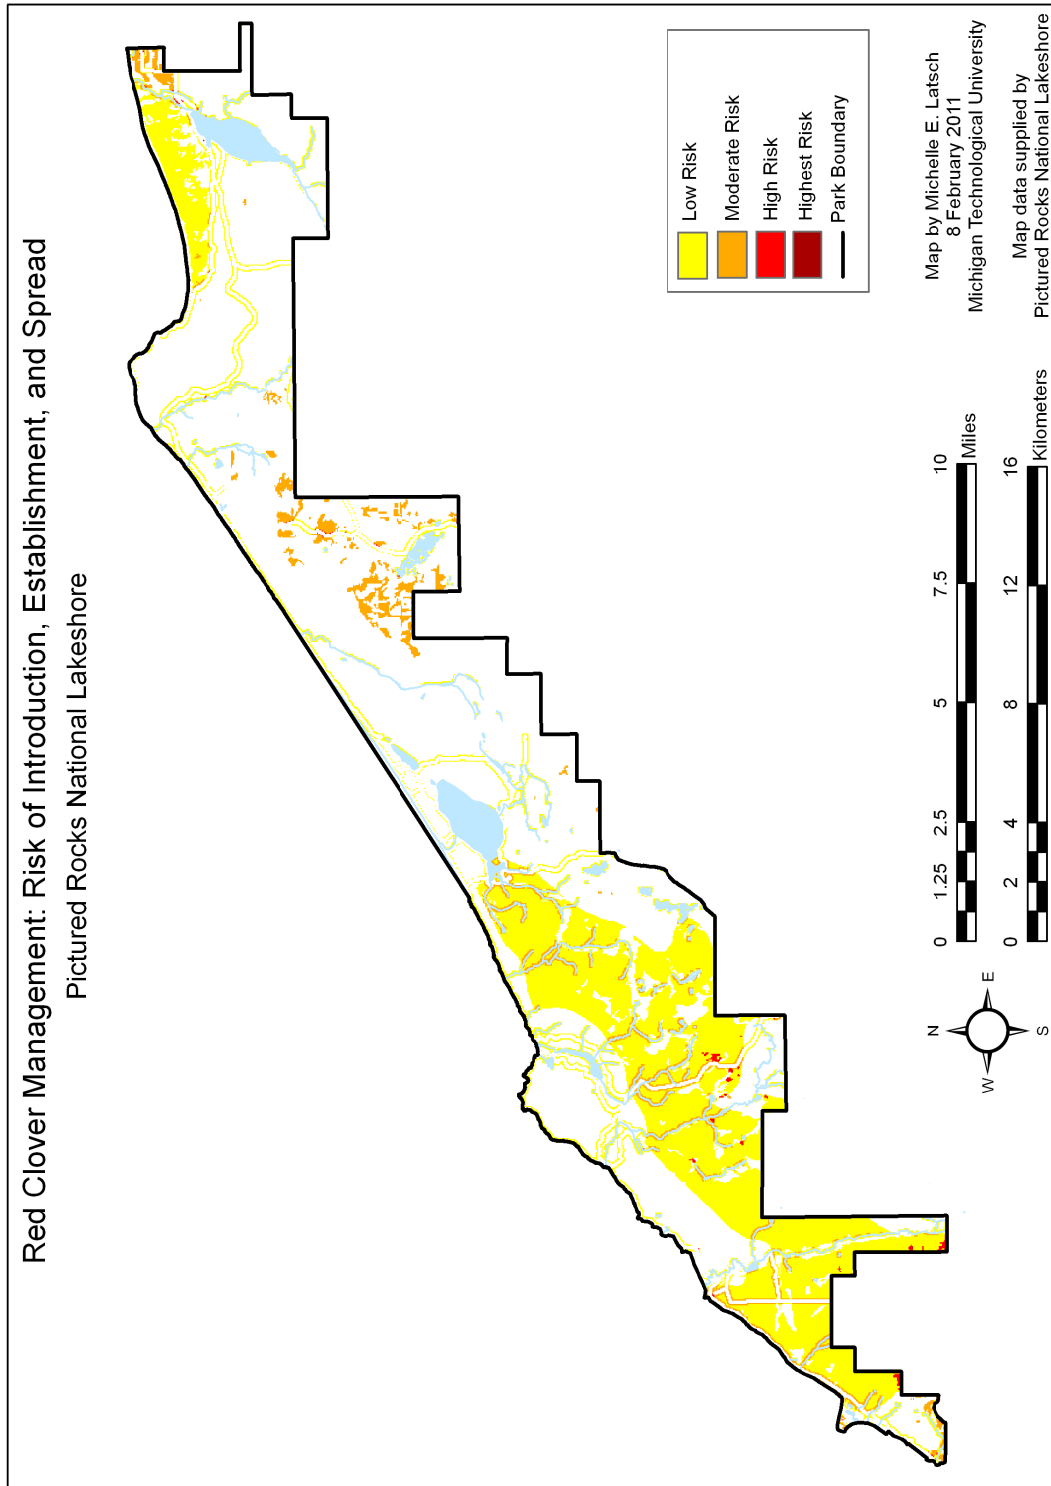 Red Clover Management: Risk of Introduction, Establishment, and Spread
Pictured Rocks National Lakeshore
Low Risk
Moderate Risk
High Risk
Highest Risk
Park Boundary
N
W
E
S
0 1.25 2.5 5 7.5 10
Miles
0 2 4 8 12 16
Kilometers
Map by Michelle E. Latsch
8 February 2011
Michigan Technological University
Map data supplied by
Pictured Rocks National Lakeshore